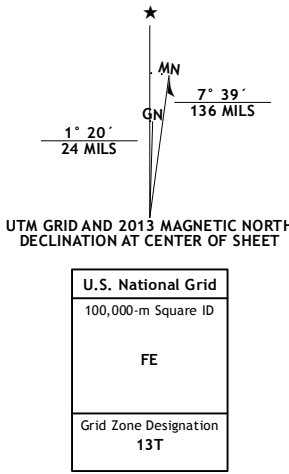 ★
MN
7° 39´
136 MILS
GN
1° 20´
24 MILS
UTM GRID AND 2013 MAGNETIC NORTH
DECLINATION AT CENTER OF SHEET
U.S. National Grid
100,000-m Square ID
FE
Grid Zone Designation
13T